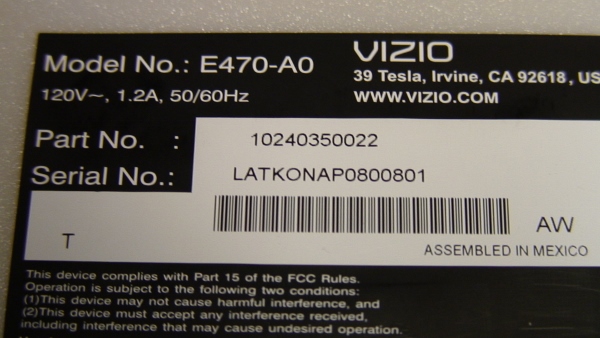 VIZIO
Model No.: E470-A0
39 Tesla, Irvine, CA 92618, US
120V~, 1.2A, 50/60Hz
WWW.VIZIO.COM
Part No. : 10240350022
Serial No.: LATKONAP0800801
AW
T
ASSEMBLED IN MEXICO
This device complies with Part 15 of the FCC Rules.
Operation is subject to the following two conditions:
(1)This device may not cause harmful interference, and
(2)This device must accept any interference received,
including interference that may cause undesired operation.